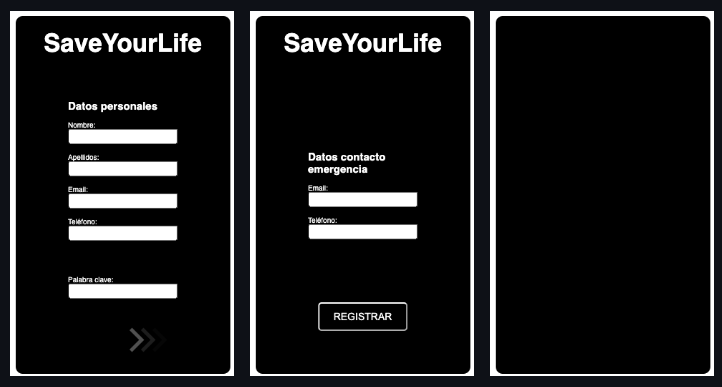 SaveYourLife
Datos personales
Nombre:
Apellidos:
Email:
Teléfono:
Palabra clave:
SaveYourLife
Datos contacto
emergencia
Email:
Teléfono:
REGISTRAR